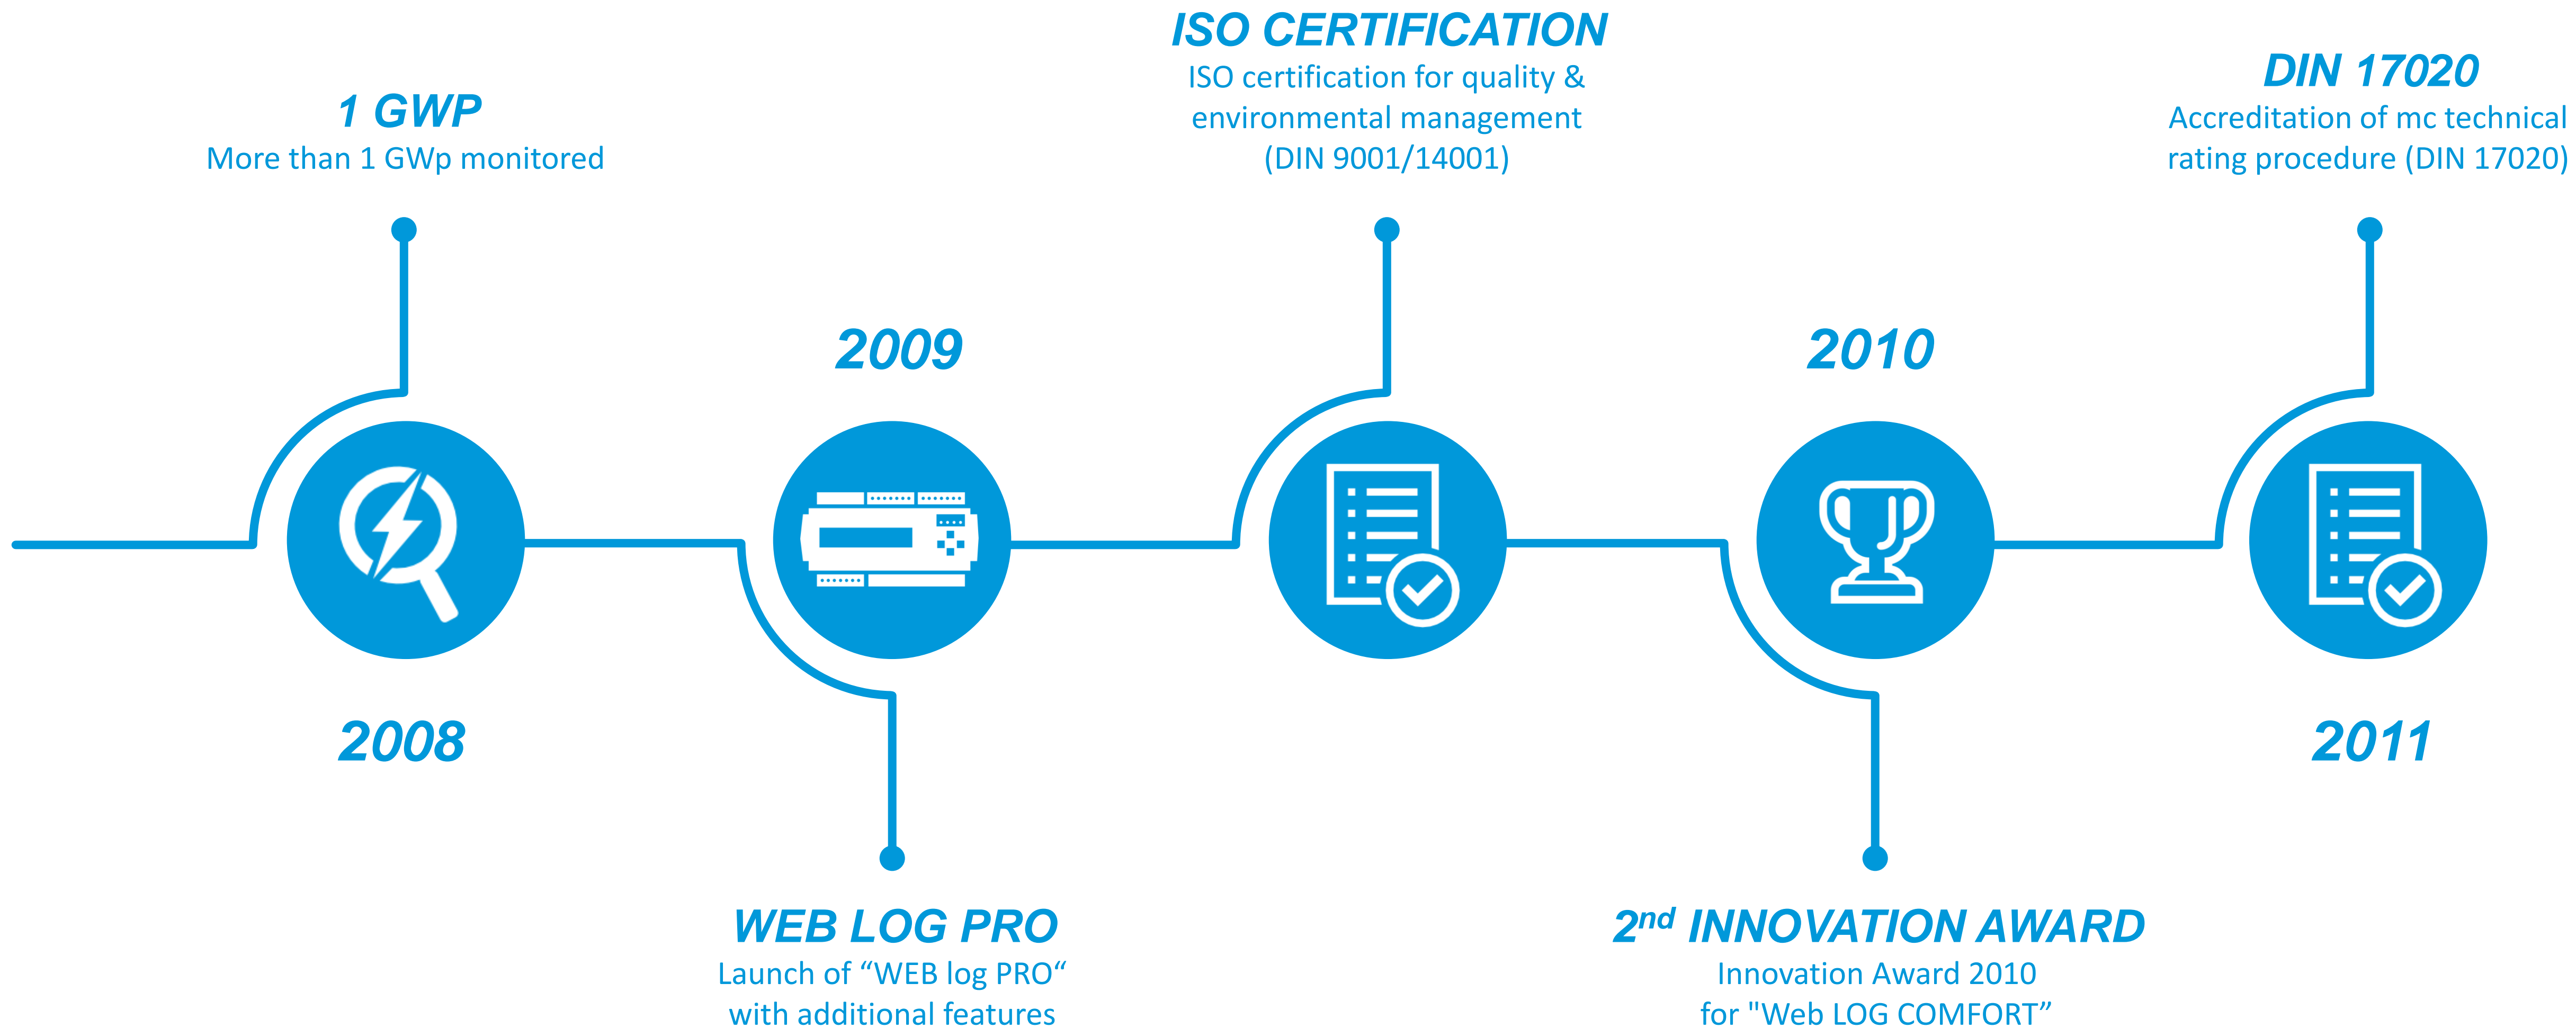 1 GWP
More than 1 GWp monitored
2008
2009
WEB LOG PRO
Launch of “WEB log PRO“
with additional features
ISO CERTIFICATION
ISO certification for quality &
environmental management
(DIN 9001/14001)
2010
2nd INNOVATION AWARD
Innovation Award 2010
for "Web LOG COMFORT”
DIN 17020
Accreditation of mc technical
rating procedure (DIN 17020)
2011